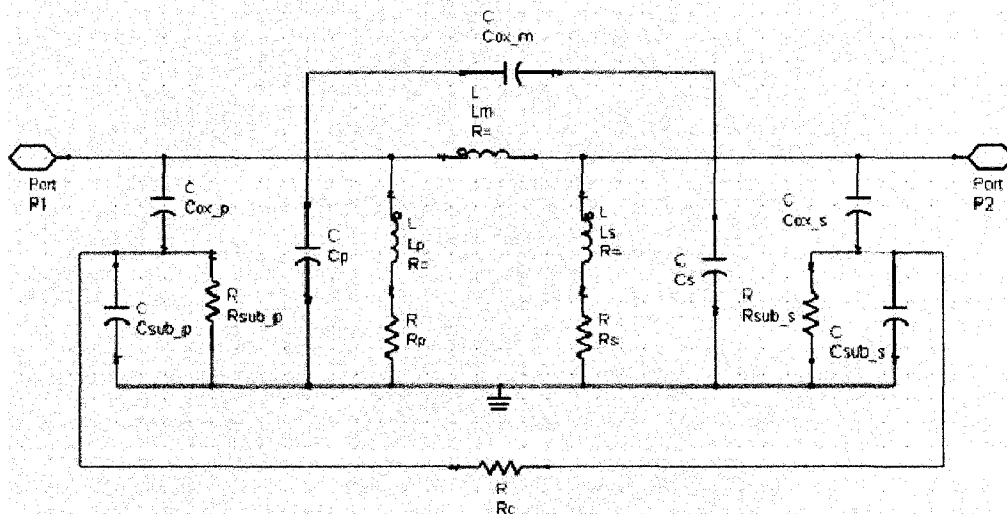 C
Cox_m
L
Lm
R=
Port
P1
C
Cox_p
C
Cp
L
Lp
R=
L
Ls
R=
C
Cs
C
Cox_s
Port
P2
C
Csub_p
R
Rsub_p
R
Rp
R
Rs
R
Rsub_s
C
Csub_s
R
Rc